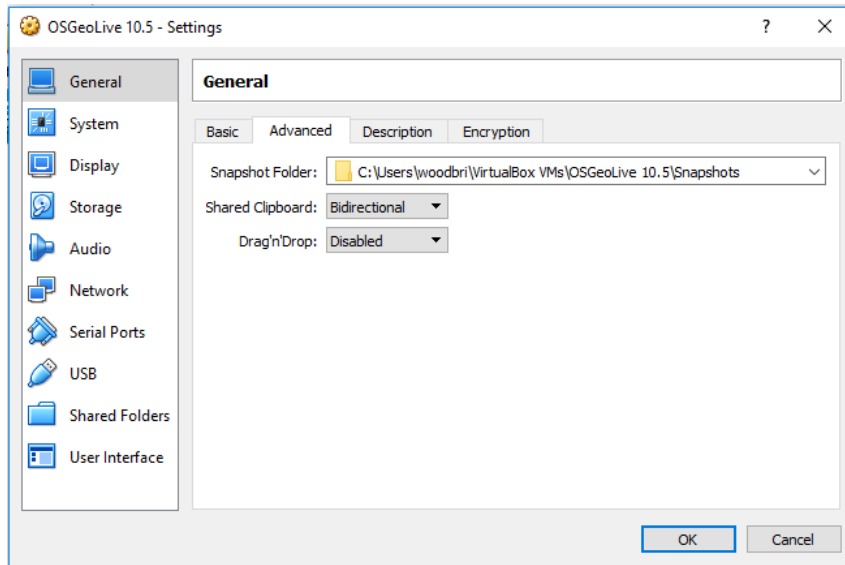 OSGeoLive 10.5 - Settings
General
System
Display
Storage
Audio
Network
Serial Ports
USB
Shared Folders
User Interface
General
Basic Advanced Description Encryption
Snapshot Folder: C:\Users\woodbri\VirtualBox VMs\OSGeoLive 10.5\Snapshots
Shared Clipboard: Bidirectional
Drag'n'Drop: Disabled
OK Cancel